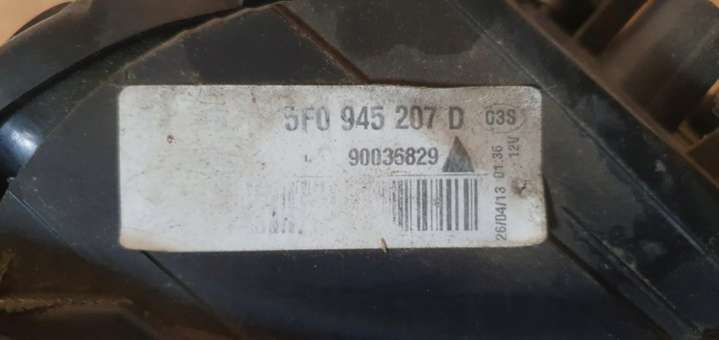 5F0 945 207 D 03S
90036829
26/04/13 01:36
12V